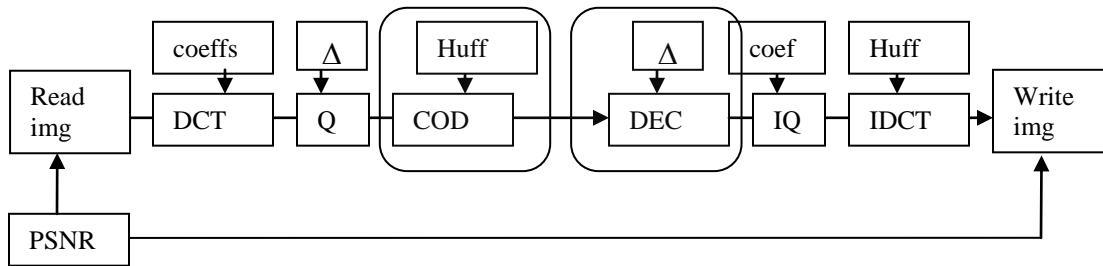 coeffs Δ Huff Δ coef Huff
Read
img
DCT Q COD DEC IQ IDCT
Write
img
PSNR